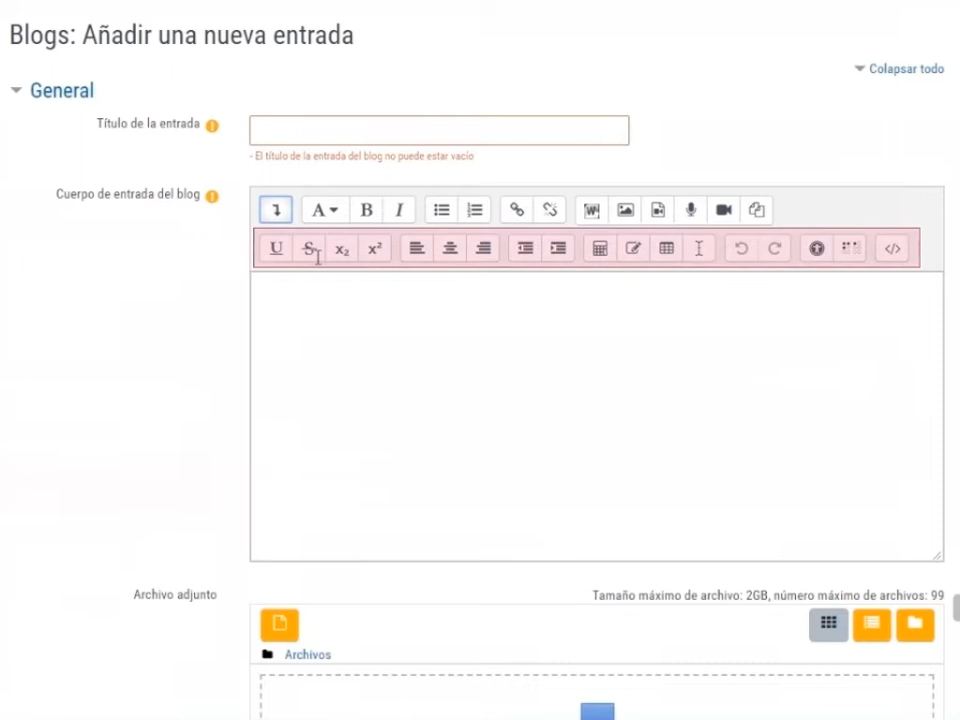 Blogs: Añadir una nueva entrada
Colapsar todo
General
Título de la entrada
- El título de la entrada del blog no puede estar vacío
Cuerpo de entrada del blog
A B I
U S x₂ x²
Archivo adjunto
Tamaño máximo de archivo: 2GB, número máximo de archivos: 99
Archivos